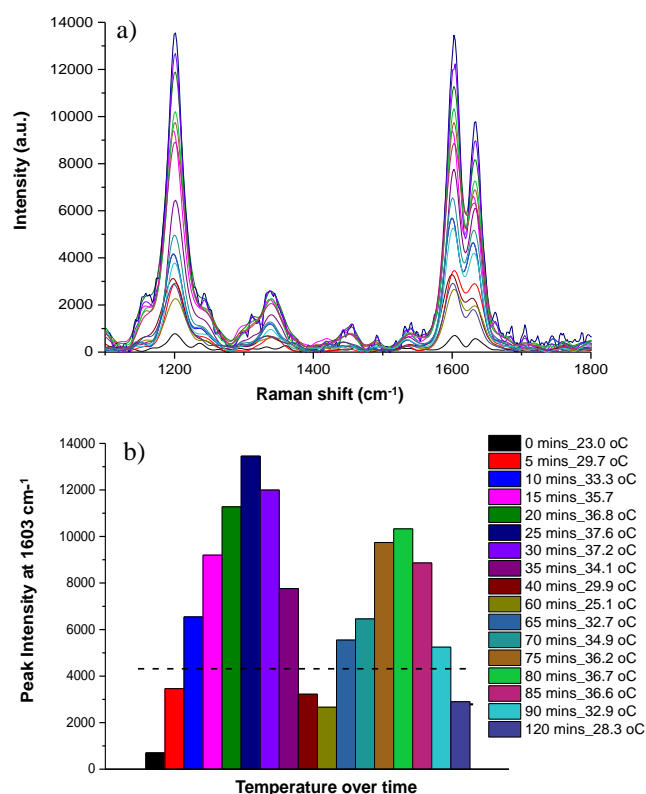 a)
14000
12000
10000
8000
6000
4000
2000
0
Intensity (a.u.)
1200 1400 1600 1800
Raman shift (cm-1)
b)
14000
12000
10000
8000
6000
4000
2000
0
Peak Intensity at 1603 cm-1
Temperature over time
0 mins_23.0 oC
5 mins_29.7 oC
10 mins_33.3 oC
15 mins_35.7
20 mins_36.8 oC
25 mins_37.6 oC
30 mins_37.2 oC
35 mins_34.1 oC
40 mins_29.9 oC
60 mins_25.1 oC
65 mins_32.7 oC
70 mins_34.9 oC
75 mins_36.2 oC
80 mins_36.7 oC
85 mins_36.6 oC
90 mins_32.9 oC
120 mins_28.3 oC